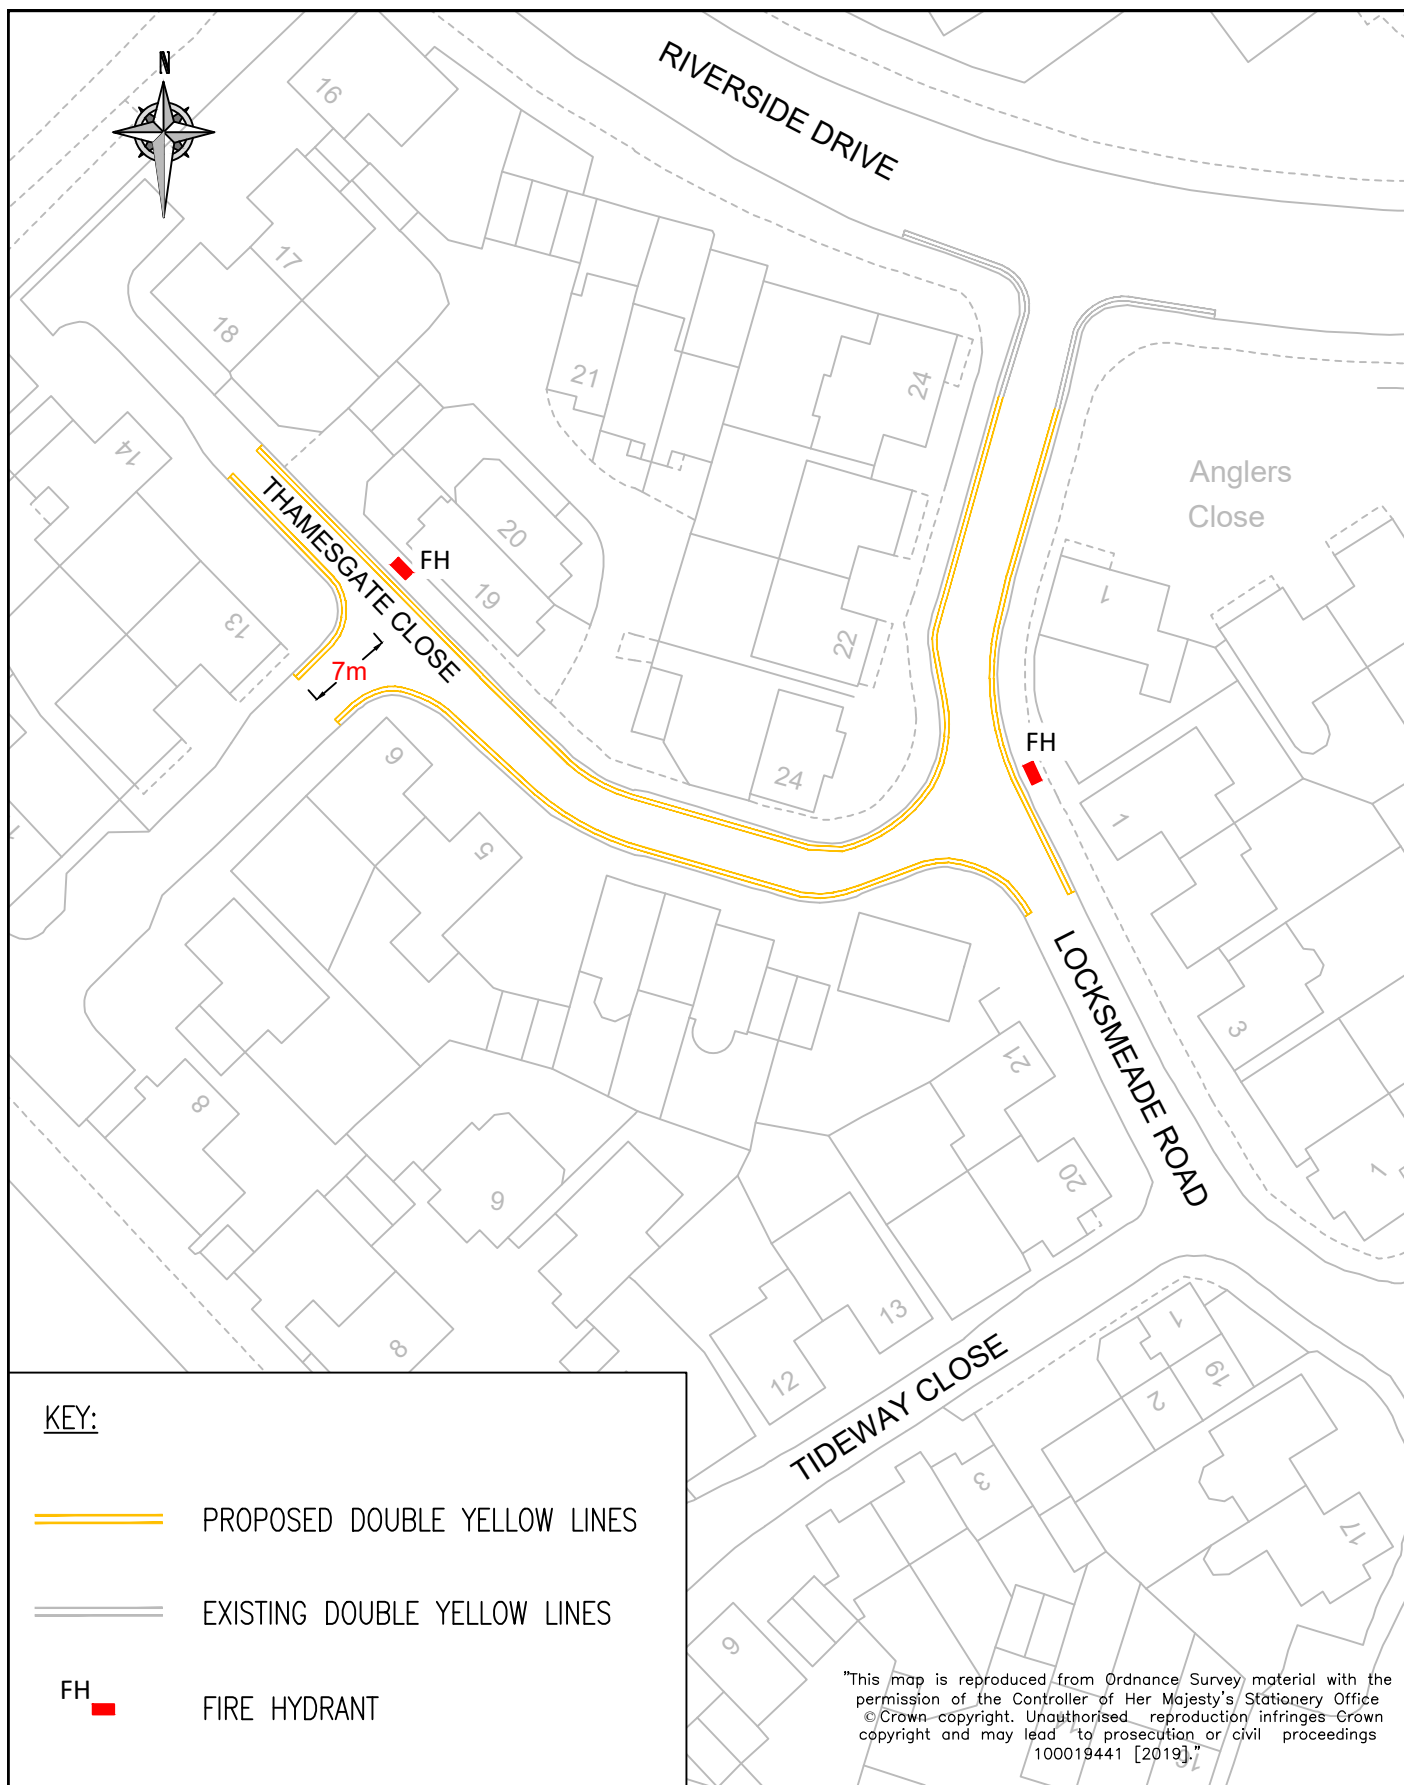 N
RIVERSIDE DRIVE
16
17
18
21
24
14
Anglers
Close
THAMESGATE CLOSE
FH
20
19
1
13
22
7m
FH
6
24
1
5
LOCKSMEADE ROAD
3
21
8
20
1
9
13
1
8
12
19
TIDEWAY CLOSE
2
3
17
6
KEY:
PROPOSED DOUBLE YELLOW LINES
EXISTING DOUBLE YELLOW LINES
FH
FIRE HYDRANT
"This map is reproduced from Ordnance Survey material with the
permission of the Controller of Her Majesty's Stationery Office
© Crown copyright. Unauthorised reproduction infringes Crown
copyright and may lead to prosecution or civil proceedings
100019441 [2019]."